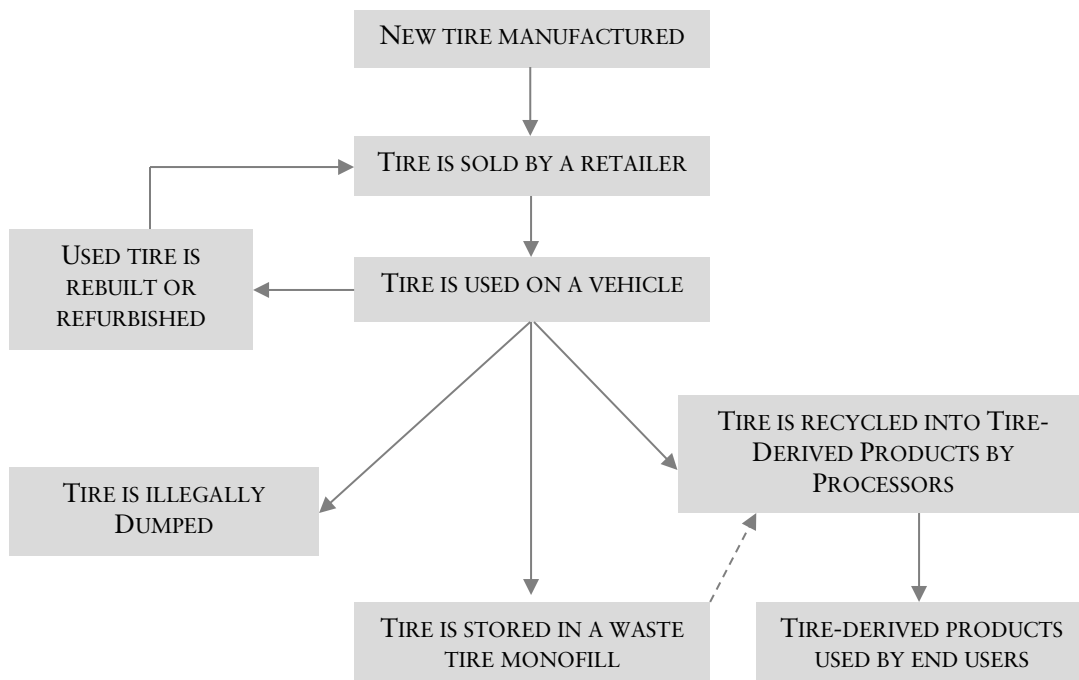 NEW TIRE MANUFACTURED
TIRE IS SOLD BY A RETAILER
USED TIRE IS
REBUILT OR
REFURBISHED
TIRE IS USED ON A VEHICLE
TIRE IS RECYCLED INTO TIRE-
DERIVED PRODUCTS BY
PROCESSORS
TIRE IS ILLEGALLY
DUMPED
TIRE IS STORED IN A WASTE
TIRE MONOFILL
TIRE-DERIVED PRODUCTS
USED BY END USERS